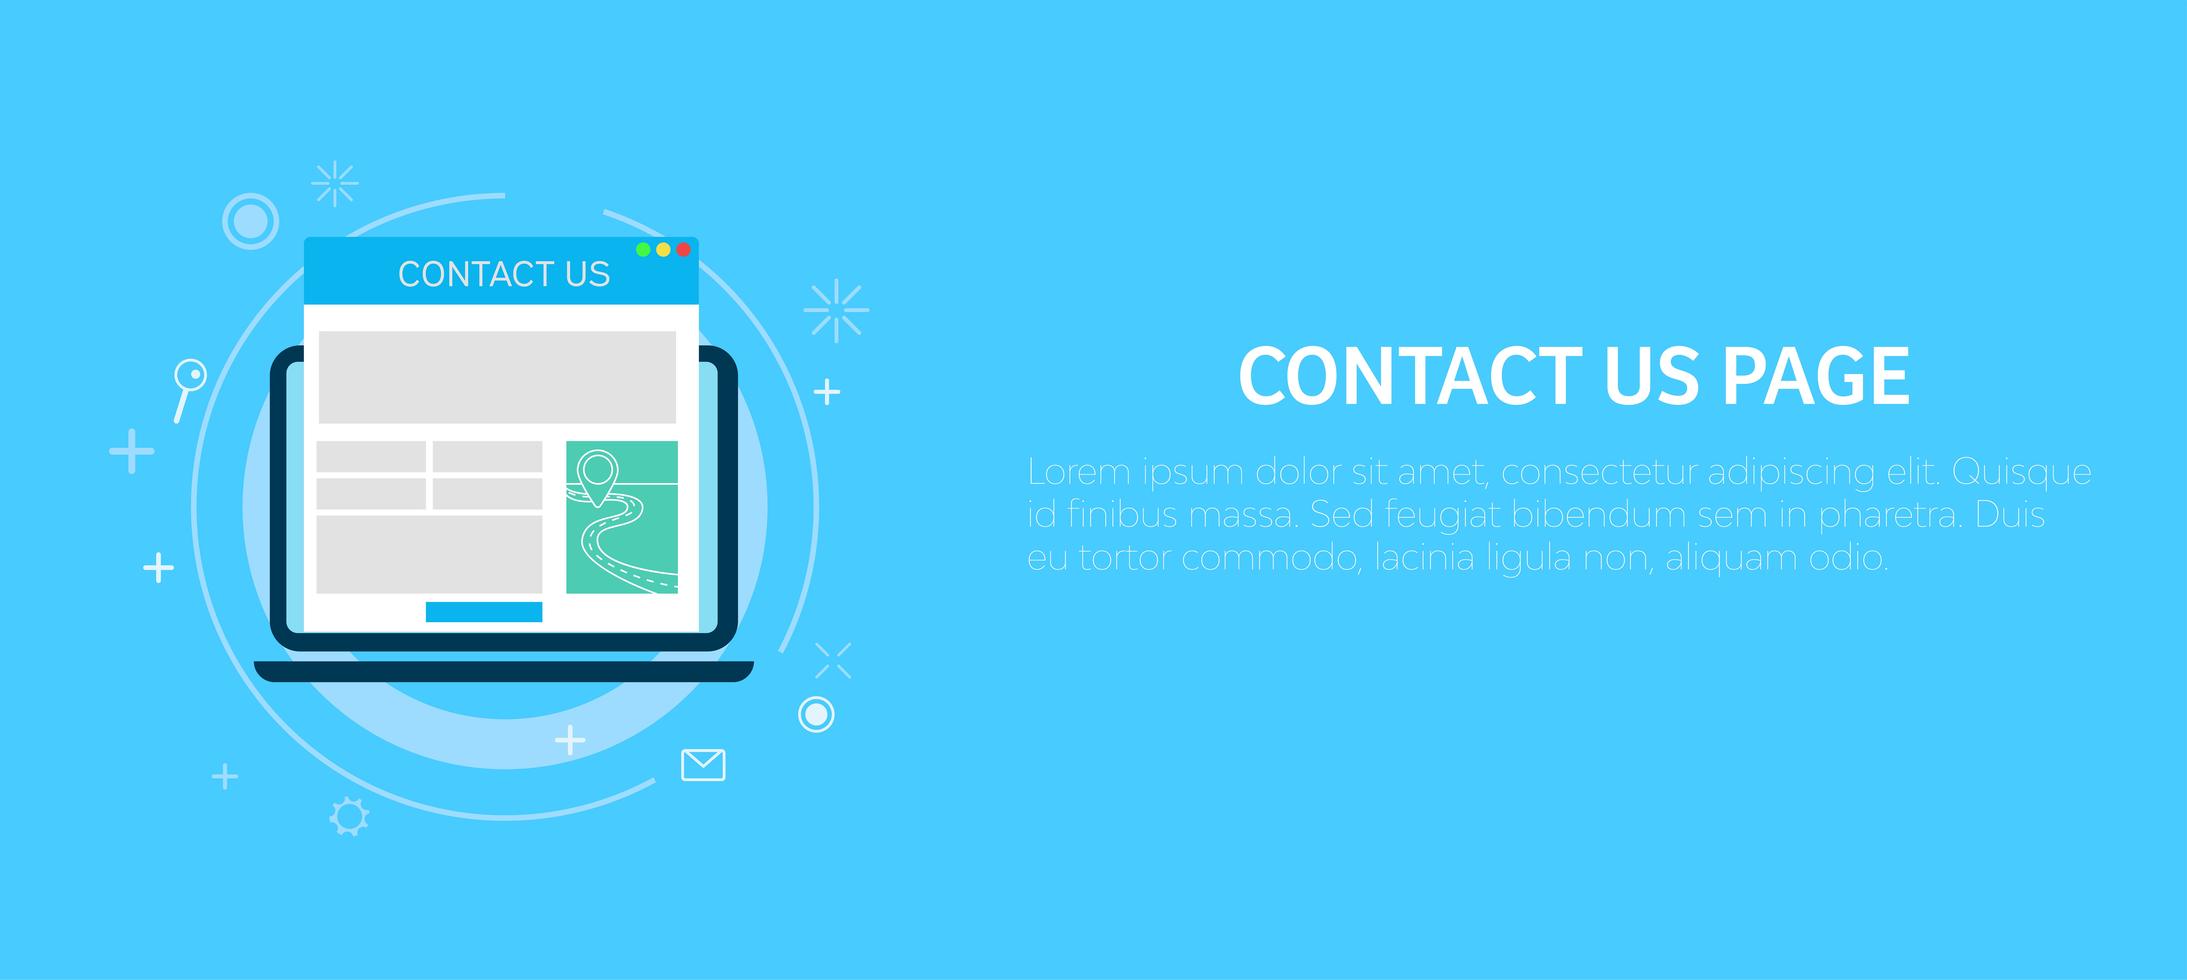 CONTACT US
CONTACT US PAGE
Lorem ipsum dolor sit amet, consectetur adipiscing elit. Quisque
id finibus massa. Sed feugiat bibendum sem in pharetra. Duis
eu tortor commodo, lacinia ligula non, aliquam odio.